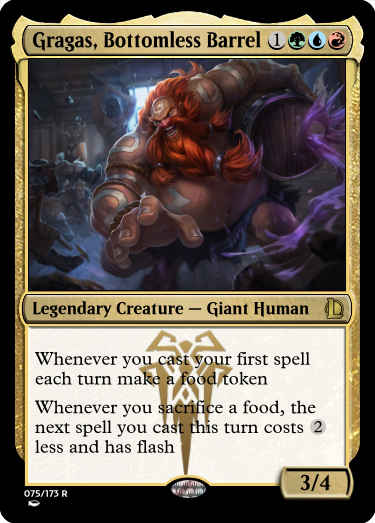 Gragas, Bottomless Barrel 1
Legendary Creature — Giant Human
Whenever you cast your first spell
each turn make a food token
Whenever you sacrifice a food, the
next spell you cast this turn costs 2
less and has flash
3/4
075/173 R